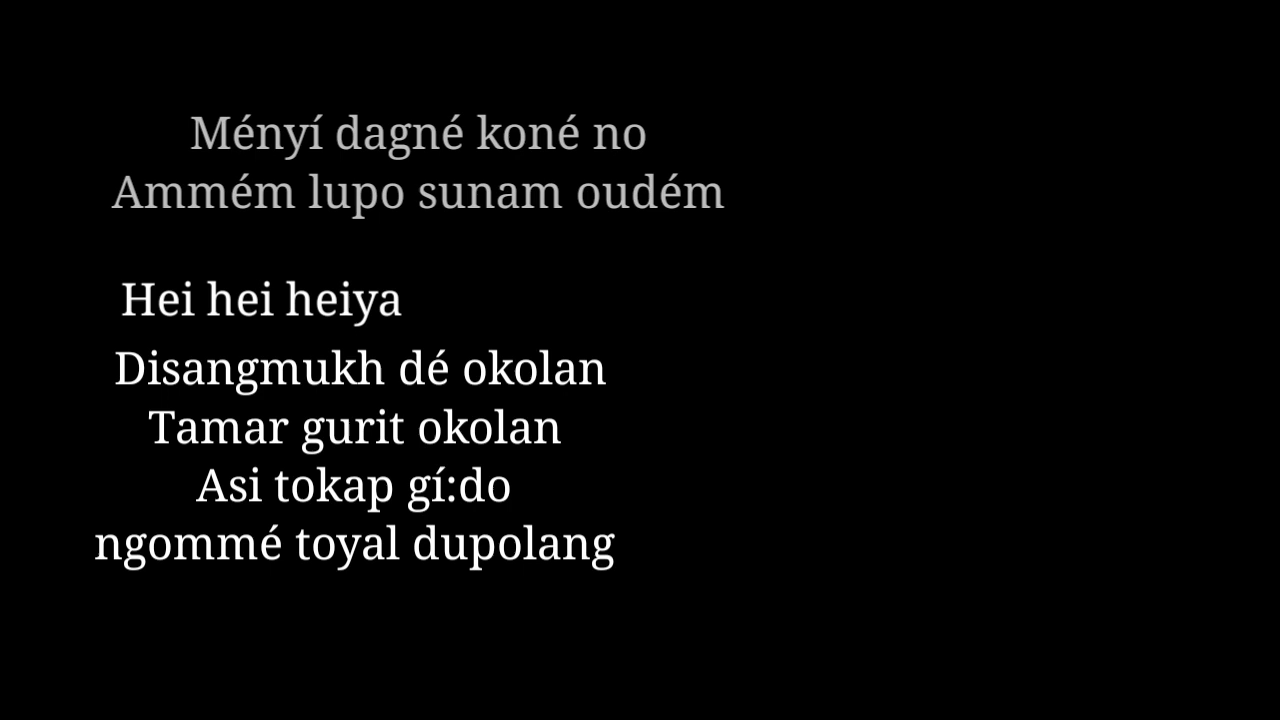 Ményí dagné koné no
Ammém lupo sunam oudém
Hei hei heiya
Disangmukh dé okolan
Tamar gurit okolan
Asi tokap gí:do
ngommé toyal dupolang